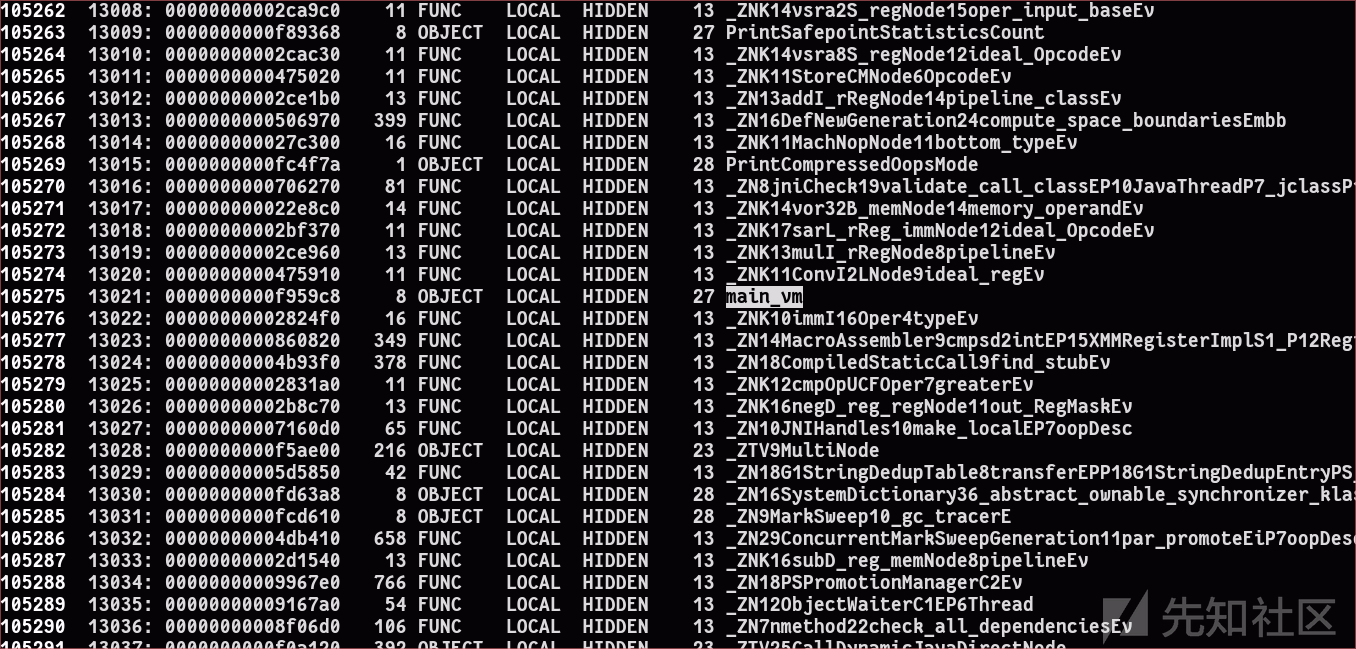 105262 13008: 00000000002ca9c0 11 FUNC LOCAL HIDDEN 13 _ZNK14vsra2S_regNode15oper_input_baseEv
105263 13009: 0000000000f89368 8 OBJECT LOCAL HIDDEN 27 PrintSafepointStatisticsCount
105264 13010: 00000000002cac30 11 FUNC LOCAL HIDDEN 13 _ZNK14vsra8S_regNode12ideal_OpcodeEv
105265 13011: 0000000000475020 11 FUNC LOCAL HIDDEN 13 _ZNK11StoreCMNode6OpcodeEv
105266 13012: 00000000002ce1b0 13 FUNC LOCAL HIDDEN 13 _ZN13addI_rRegNode14pipeline_classEv
105267 13013: 0000000000506970 399 FUNC LOCAL HIDDEN 13 _ZN16DefNewGeneration24compute_space_boundariesEmbb
105268 13014: 000000000027c300 16 FUNC LOCAL HIDDEN 13 _ZNK11MachNopNode11bottom_typeEv
105269 13015: 0000000000fc4f7a 1 OBJECT LOCAL HIDDEN 28 PrintCompressedOopsMode
105270 13016: 0000000000706270 81 FUNC LOCAL HIDDEN 13 _ZN8jniCheck19validate_call_classEP10JavaThreadP7_jclassP
105271 13017: 000000000022e8c0 14 FUNC LOCAL HIDDEN 13 _ZNK14vor32B_memNode14memory_operandEv
105272 13018: 00000000002bf370 11 FUNC LOCAL HIDDEN 13 _ZNK17sarL_rReg_immNode12ideal_OpcodeEv
105273 13019: 00000000002ce960 13 FUNC LOCAL HIDDEN 13 _ZNK13mulI_rRegNode8pipelineEv
105274 13020: 0000000000475910 11 FUNC LOCAL HIDDEN 13 _ZNK11ConvI2LNode9ideal_regEv
105275 13021: 0000000000f959c8 8 OBJECT LOCAL HIDDEN 27 main_vm
105276 13022: 00000000002824f0 16 FUNC LOCAL HIDDEN 13 _ZNK10immI16Oper4typeEv
105277 13023: 0000000000860820 349 FUNC LOCAL HIDDEN 13 _ZN14MacroAssembler9cmpsd2intEP15XMMRegisterImplS1_P12Reg
105278 13024: 00000000004b93f0 378 FUNC LOCAL HIDDEN 13 _ZN18CompiledStaticCall9find_stubEv
105279 13025: 00000000002831a0 11 FUNC LOCAL HIDDEN 13 _ZNK12cmpOpUCFOper7greaterEv
105280 13026: 00000000002b8c70 13 FUNC LOCAL HIDDEN 13 _ZNK16negD_reg_regNode11out_RegMaskEv
105281 13027: 00000000007160d0 65 FUNC LOCAL HIDDEN 13 _ZN10JNIHandles10make_localEP7oopDesc
105282 13028: 0000000000f5ae00 216 OBJECT LOCAL HIDDEN 23 _ZTV9MultiNode
105283 13029: 00000000005d5850 42 FUNC LOCAL HIDDEN 13 _ZN18G1StringDedupTable8transferEPP18G1StringDedupEntryPS_
105284 13030: 0000000000fd63a8 8 OBJECT LOCAL HIDDEN 28 _ZN16SystemDictionary36_abstract_ownable_synchronizer_kla
105285 13031: 0000000000fcd610 8 OBJECT LOCAL HIDDEN 28 _ZN9MarkSweep10_gc_tracerE
105286 13032: 00000000004db410 658 FUNC LOCAL HIDDEN 13 _ZN29ConcurrentMarkSweepGeneration11par_promoteEiP7oopDesc
105287 13033: 00000000002d1540 13 FUNC LOCAL HIDDEN 13 _ZNK16subD_reg_memNode8pipelineEv
105288 13034: 00000000009967e0 766 FUNC LOCAL HIDDEN 13 _ZN18PSPromotionManagerC2Ev
105289 13035: 00000000009167a0 54 FUNC LOCAL HIDDEN 13 _ZN12ObjectWaiterC1EP6Thread
105290 13036: 00000000008f06d0 106 FUNC LOCAL HIDDEN 13 _ZN7nmethod22check_all_dependenciesEv
105291 13037: 0000000000f0a120 392 OBJECT LOCAL HIDDEN 23 _ZTV25CallDynamicJavaDirectNode
先知社区